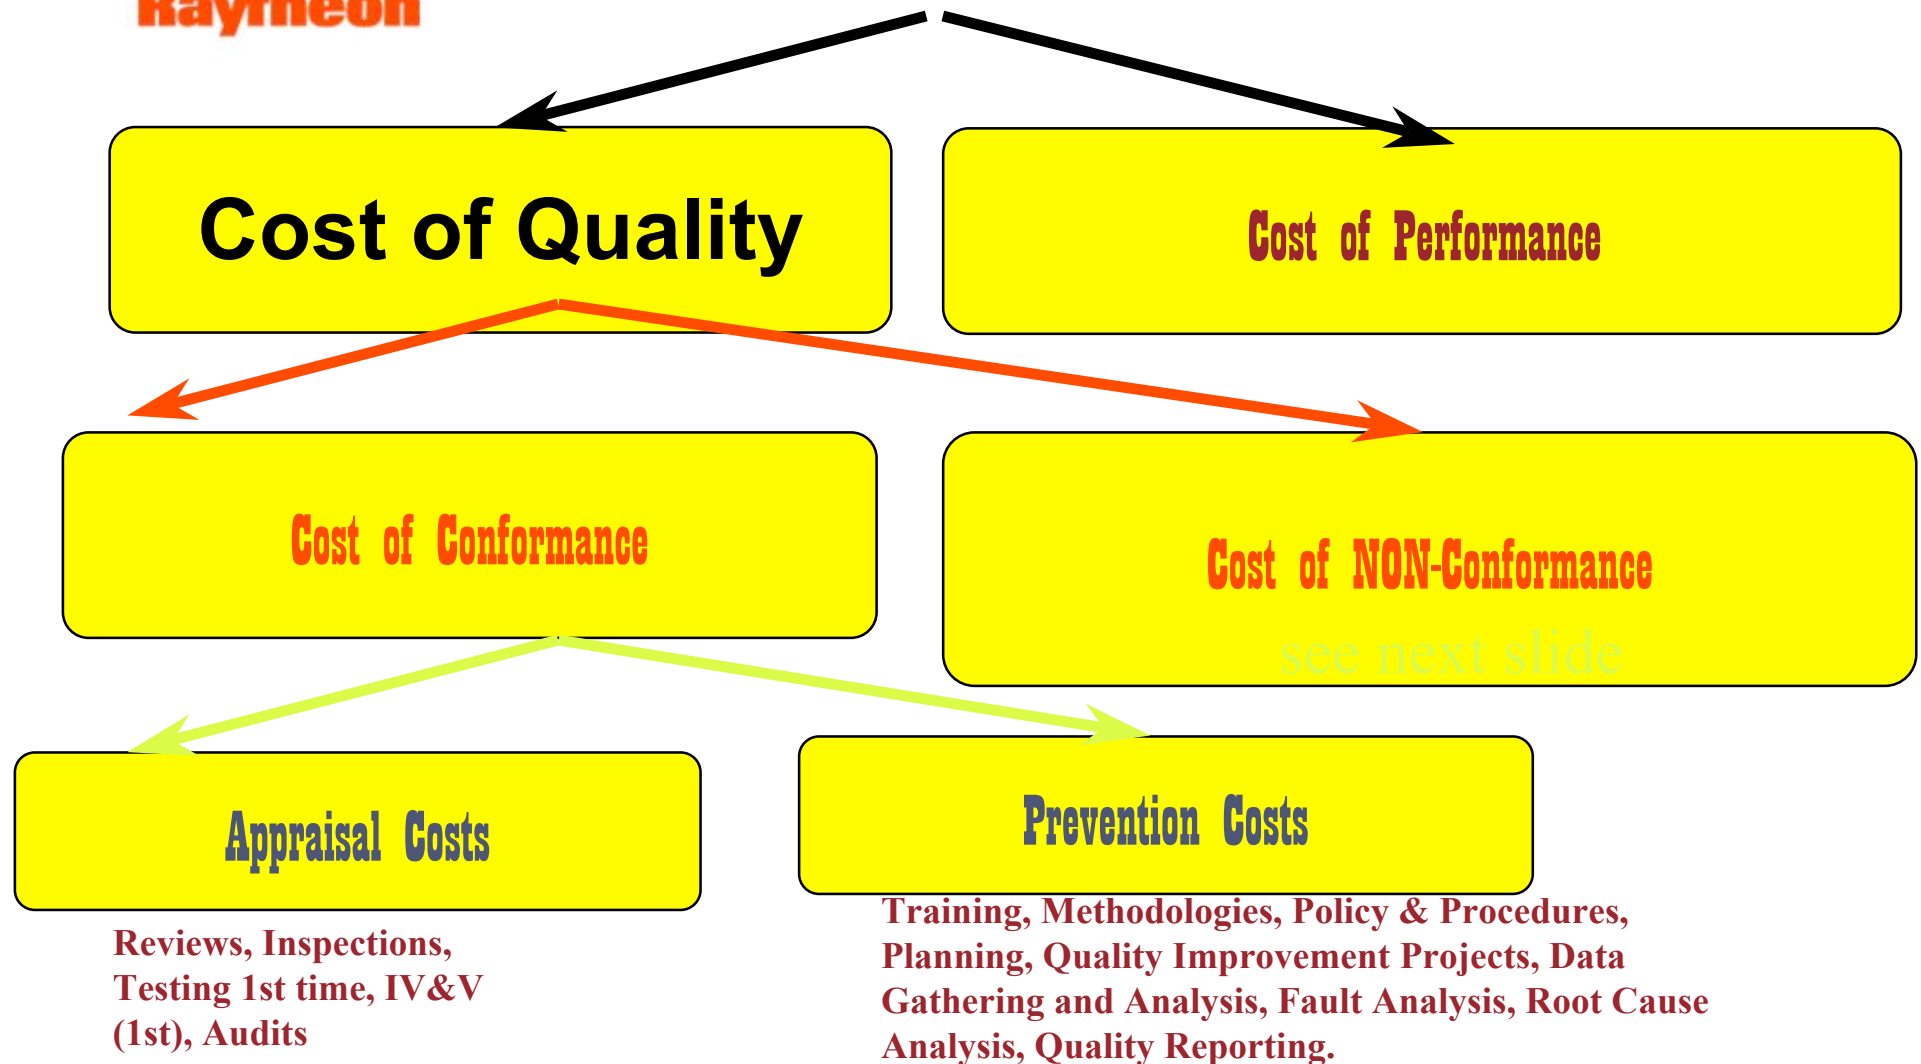 Raytheon
Cost of Quality
Cost of Performance
Cost of Conformance
Cost of NON-Conformance
see next slide
Appraisal Costs
Prevention Costs
Reviews, Inspections,
Testing 1st time, IV&V
(1st), Audits
Training, Methodologies, Policy & Procedures,
Planning, Quality Improvement Projects, Data
Gathering and Analysis, Fault Analysis, Root Cause
Analysis, Quality Reporting.